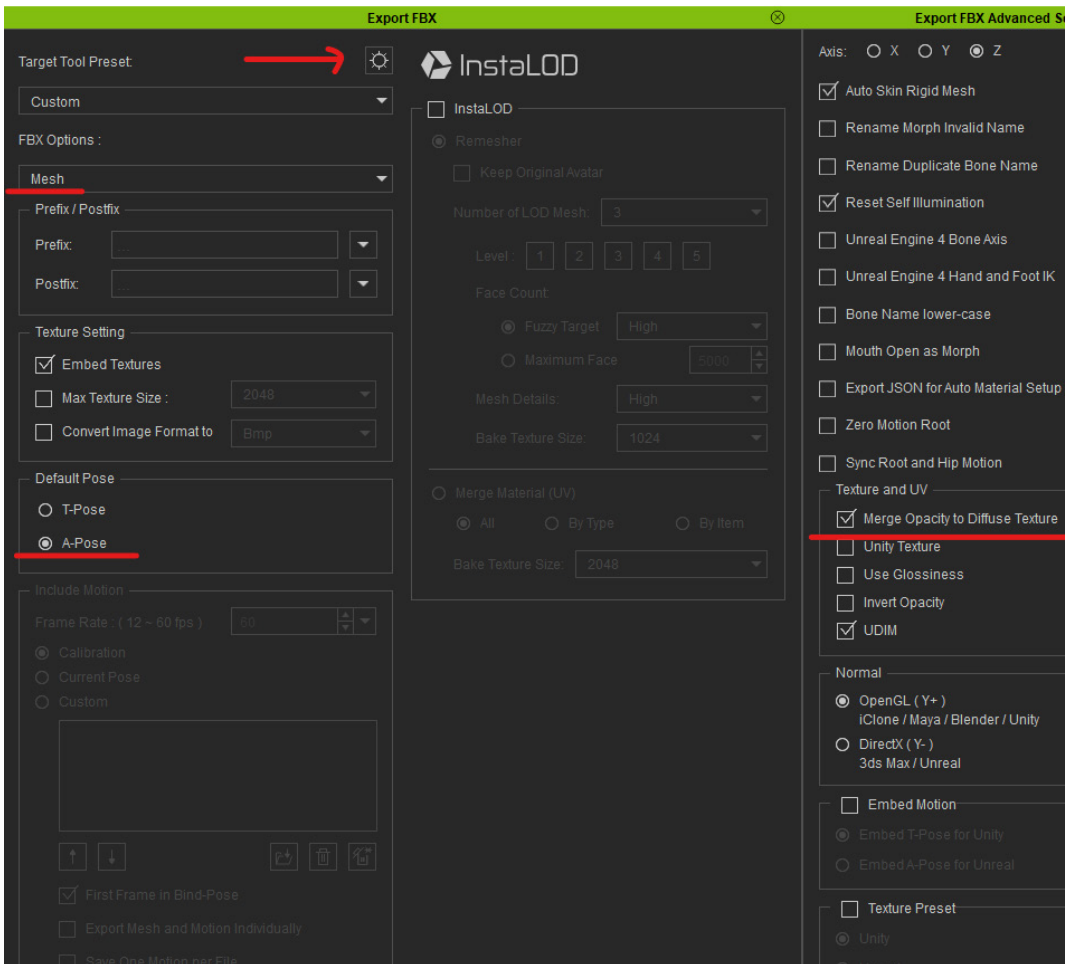 Export FBX
Target Tool Preset:
Custom
FBX Options :
Mesh
Prefix / Postfix
Prefix:
...
Postfix:
...
Texture Setting
Embed Textures
Max Texture Size :
2048
Convert Image Format to
Bmp
Default Pose
T-Pose
A-Pose
Include Motion
Frame Rate : ( 12 ~ 60 fps )
60
Calibration
Current Pose
Custom
First Frame in Bind-Pose
Export Mesh and Motion Individually
Save One Motion per File
InstaLOD
InstaLOD
Remesher
Keep Original Avatar
Number of LOD Mesh:
3
Level :
1 2 3 4 5
Face Count:
Fuzzy Target
High
Maximum Face
5000
Mesh Details:
High
Bake Texture Size:
1024
Merge Material (UV)
All By Type By Item
Bake Texture Size:
2048
Export FBX Advanced Se
Axis: X Y Z
Auto Skin Rigid Mesh
Rename Morph Invalid Name
Rename Duplicate Bone Name
Reset Self Illumination
Unreal Engine 4 Bone Axis
Unreal Engine 4 Hand and Foot IK
Bone Name lower-case
Mouth Open as Morph
Export JSON for Auto Material Setup
Zero Motion Root
Sync Root and Hip Motion
Texture and UV
Merge Opacity to Diffuse Texture
Unity Texture
Use Glossiness
Invert Opacity
UDIM
Normal
OpenGL ( Y+ )
iClone / Maya / Blender / Unity
DirectX ( Y- )
3ds Max / Unreal
Embed Motion
Embed T-Pose for Unity
Embed A-Pose for Unreal
Texture Preset
Unity